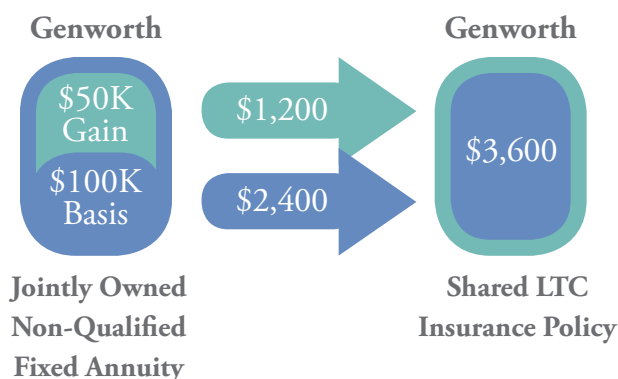 Genworth
$50K
Gain
$100K
Basis
Jointly Owned
Non-Qualified
Fixed Annuity
$1,200
$2,400
Genworth
$3,600
Shared LTC
Insurance Policy